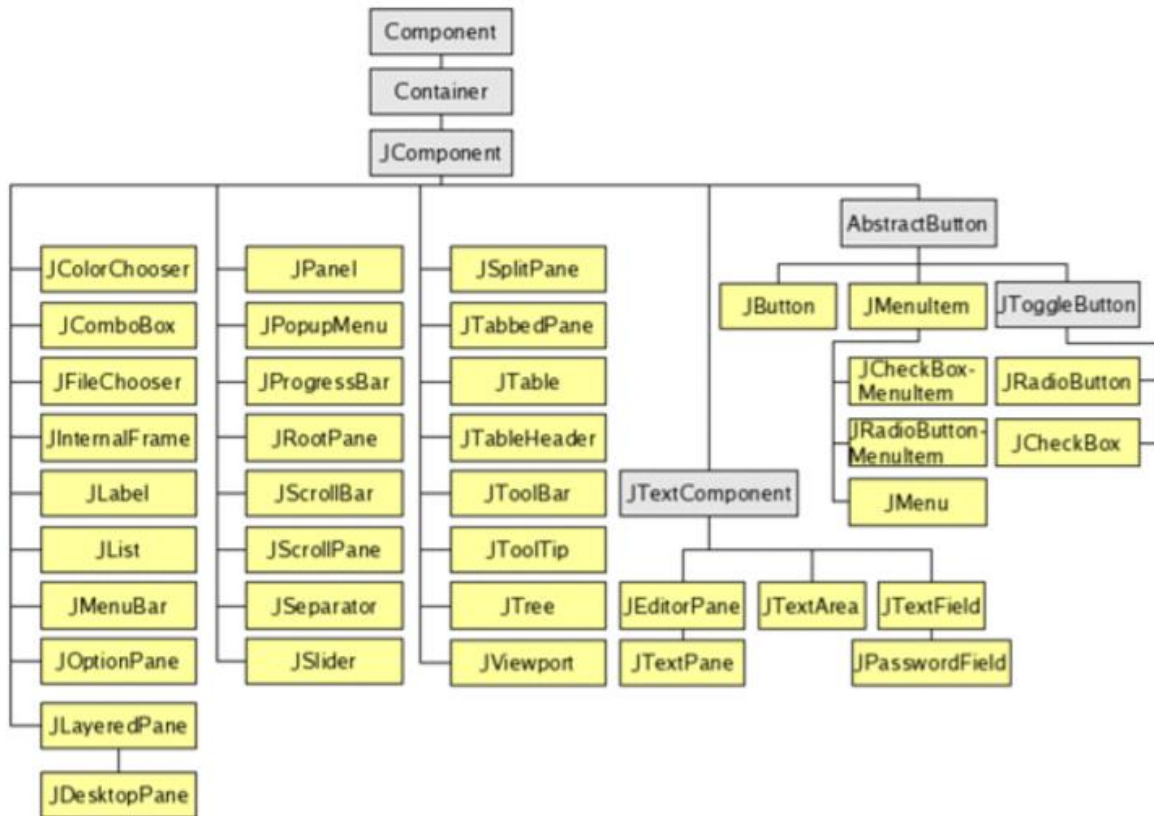 Component
Container
JComponent
AbstractButton
JColorChooser
JPanel
JSplitPane
JButton
JMenuItem
JToggleButton
JComboBox
JPopupMenu
JTabbedPane
JFileChooser
JProgressBar
JTable
JCheckBox-
MenuItem
JRadioButton
JInternalFrame
JRootPane
JTableHeader
JRadioButton-
MenuItem
JCheckBox
JLabel
JScrollBar
JToolBar
JTextComponent
JMenu
JList
JScrollPane
JToolTip
JMenuBar
JSeparator
JTree
JEditorPane
JTextArea
JTextField
JOptionPane
JSlider
JViewport
JTextPane
JPasswordField
JLayeredPane
JDesktopPane